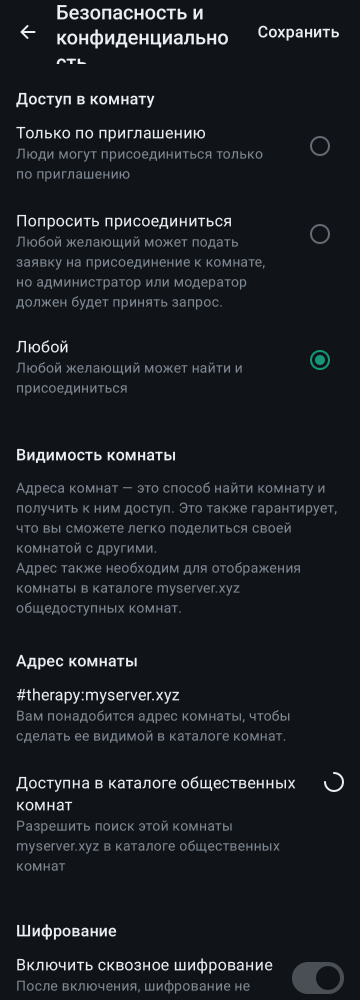 Безопасность и
конфиденциально
сть
Сохранить
Доступ в комнату
Только по приглашению
Люди могут присоединиться только
по приглашению
Попросить присоединиться
Любой желающий может подать
заявку на присоединение к комнате,
но администратор или модератор
должен будет принять запрос.
Любой
Любой желающий может найти и
присоединиться
Видимость комнаты
Адреса комнат — это способ найти комнату и
получить к ним доступ. Это также гарантирует,
что вы сможете легко поделиться своей
комнатой с другими.
Адрес также необходим для отображения
комнаты в каталоге myserver.xyz
общедоступных комнат.
Адрес комнаты
#therapy:myserver.xyz
Вам понадобится адрес комнаты, чтобы
сделать ее видимой в каталоге комнат.
Доступна в каталоге общественных
комнат
Разрешить поиск этой комнаты
myserver.xyz в каталоге общественных
комнат
Шифрование
Включить сквозное шифрование
После включения, шифрование не